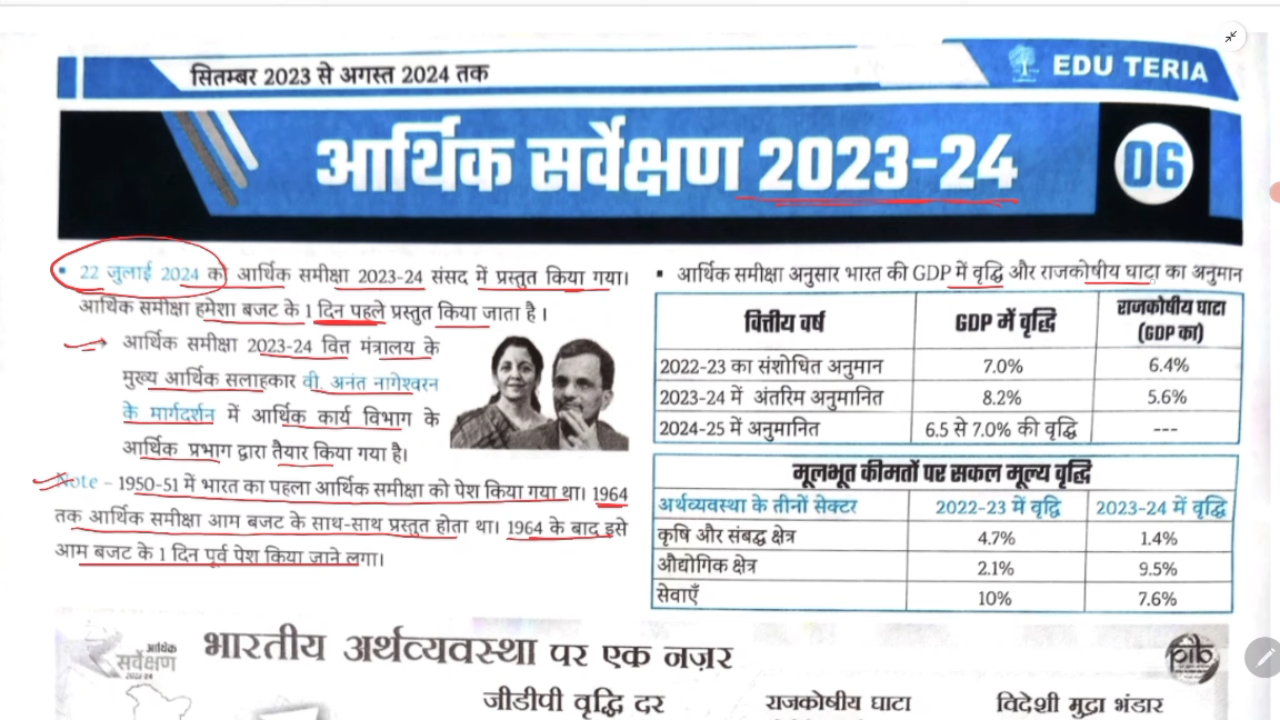 सितम्बर 2023 से अगस्त 2024 तक
EDU TERIA
आर्थिक सर्वेक्षण 2023-24
06
22 जुलाई 2024 को आर्थिक समीक्षा 2023-24 संसद में प्रस्तुत किया गया।
आर्थिक समीक्षा हमेशा बजट के 1 दिन पहले प्रस्तुत किया जाता है।
आर्थिक समीक्षा 2023-24 वित्त मंत्रालय के
मुख्य आर्थिक सलाहकार वी. अनंत नागेश्वरन
के मार्गदर्शन में आर्थिक कार्य विभाग के
आर्थिक प्रभाग द्वारा तैयार किया गया है।
Note – 1950-51 में भारत का पहला आर्थिक समीक्षा को पेश किया गया था। 1964
तक आर्थिक समीक्षा आम बजट के साथ-साथ प्रस्तुत होता था। 1964 के बाद इसे
आम बजट के 1 दिन पूर्व पेश किया जाने लगा।
▪ आर्थिक समीक्षा अनुसार भारत की GDP में वृद्धि और राजकोषीय घाटा का अनुमान
वित्तीय वर्ष GDP में वृद्धि राजकोषीय घाटा
(GDP का)
2022-23 का संशोधित अनुमान 7.0% 6.4%
2023-24 में अंतरिम अनुमानित 8.2% 5.6%
2024-25 में अनुमानित 6.5 से 7.0% की वृद्धि ---
मूलभूत कीमतों पर सकल मूल्य वृद्धि
अर्थव्यवस्था के तीनों सेक्टर 2022-23 में वृद्धि 2023-24 में वृद्धि
कृषि और संबद्ध क्षेत्र 4.7% 1.4%
औद्योगिक क्षेत्र 2.1% 9.5%
सेवाएँ 10% 7.6%
आर्थिक
सर्वेक्षण
भारतीय अर्थव्यवस्था पर एक नज़र
pib
जीडीपी वृद्धि दर राजकोषीय घाटा विदेशी मुद्रा भंडार